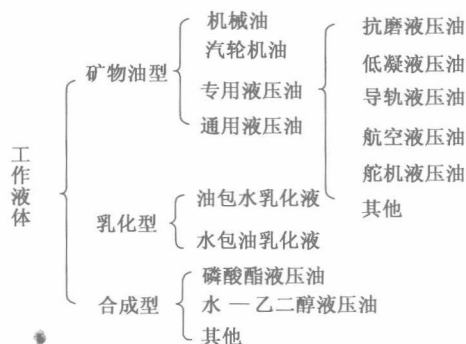 工作液体
矿物油型
机械油
汽轮机油
专用液压油
通用液压油
抗磨液压油
低凝液压油
导轨液压油
航空液压油
舵机液压油
其他
乳化型
油包水乳化液
水包油乳化液
合成型
磷酸酯液压油
水 — 乙二醇液压油
其他